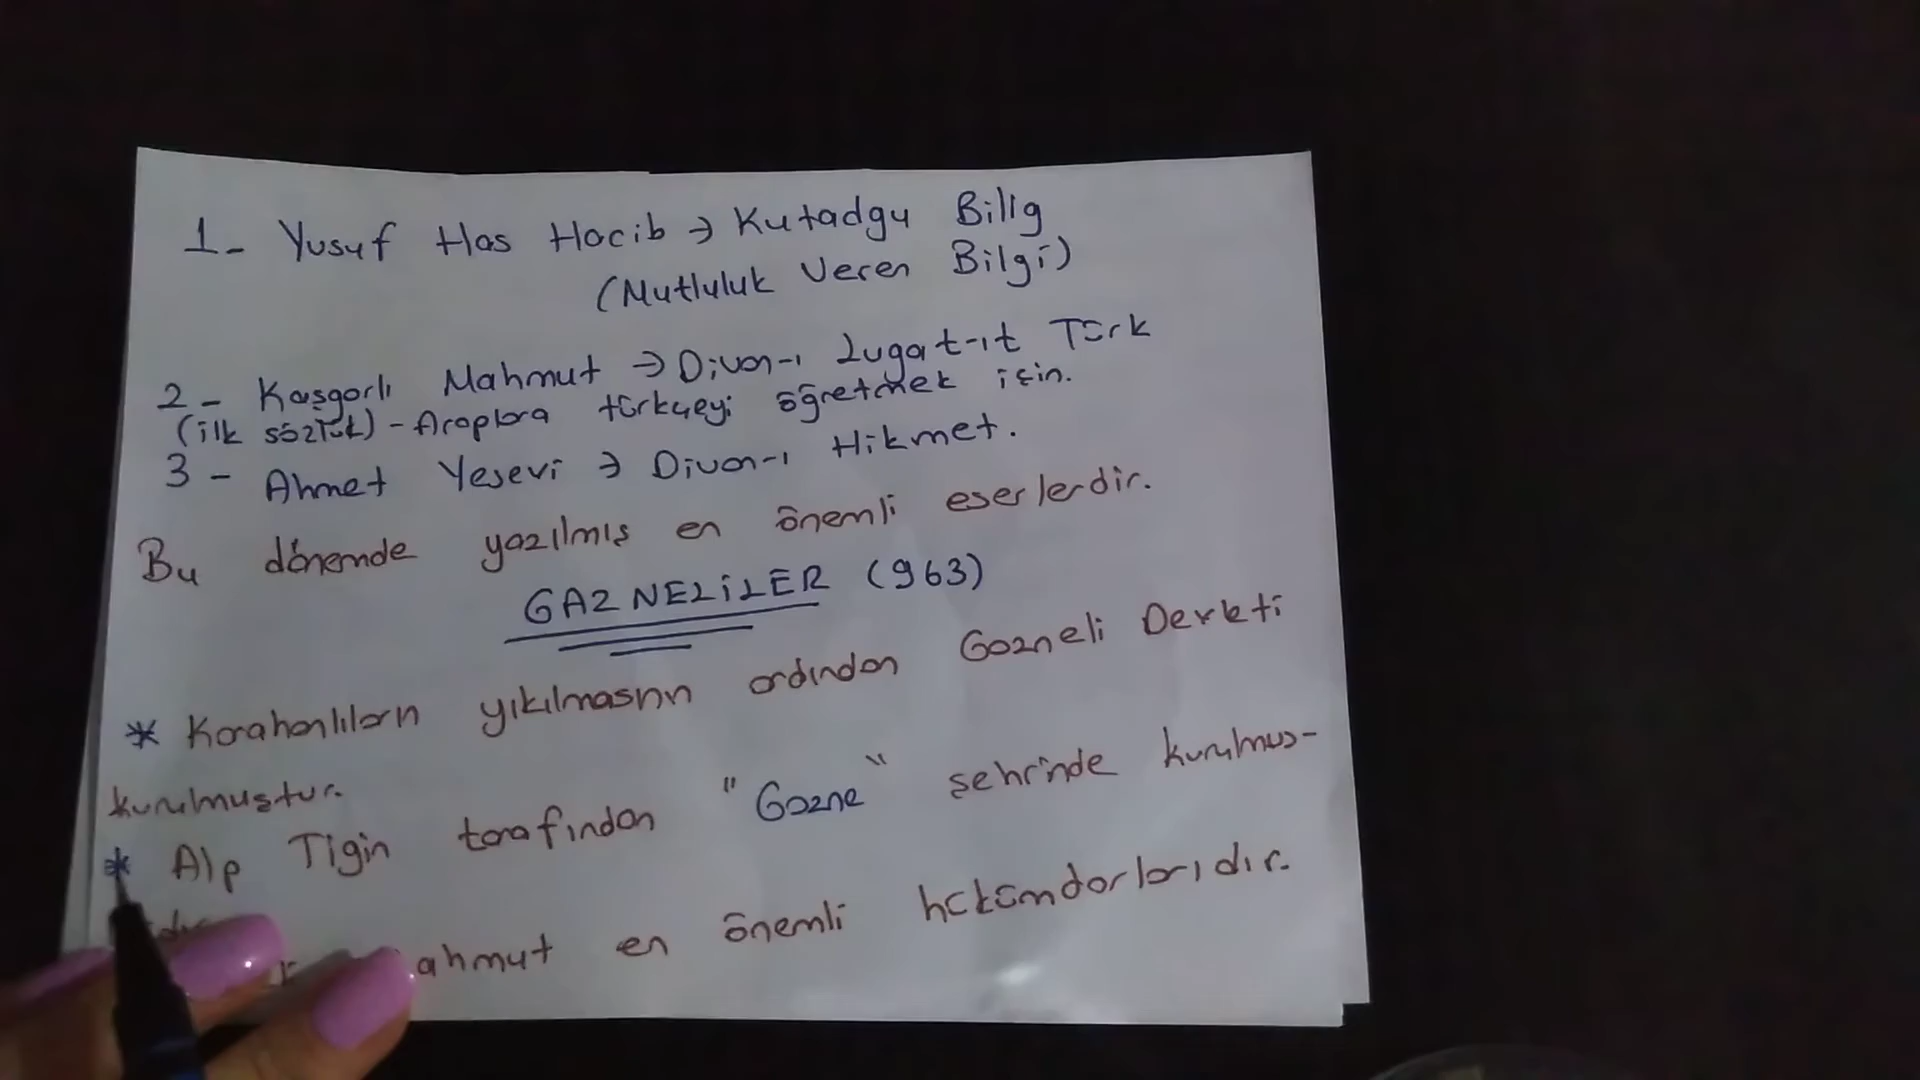 1- Yusuf Has Hacib → Kutadgu Bilig
(Mutluluk Veren Bilgi)
2- Kaşgarlı Mahmut → Divan-ı Lugat-ıt Türk
(ilk sözlük) - Araplara türkçeyi öğretmek için.
3- Ahmet Yesevi → Divan-ı Hikmet.
Bu dönemde yazılmış en önemli eserlerdir.
GAZNELİLER (963)
* Karahanlıların yıkılmasının ardından Gazneli Devleti
kurulmuştur.
* Alp Tigin tarafından "Gazne" şehrinde kurulmuş-
ahmut en önemli hükümdarlarıdır.